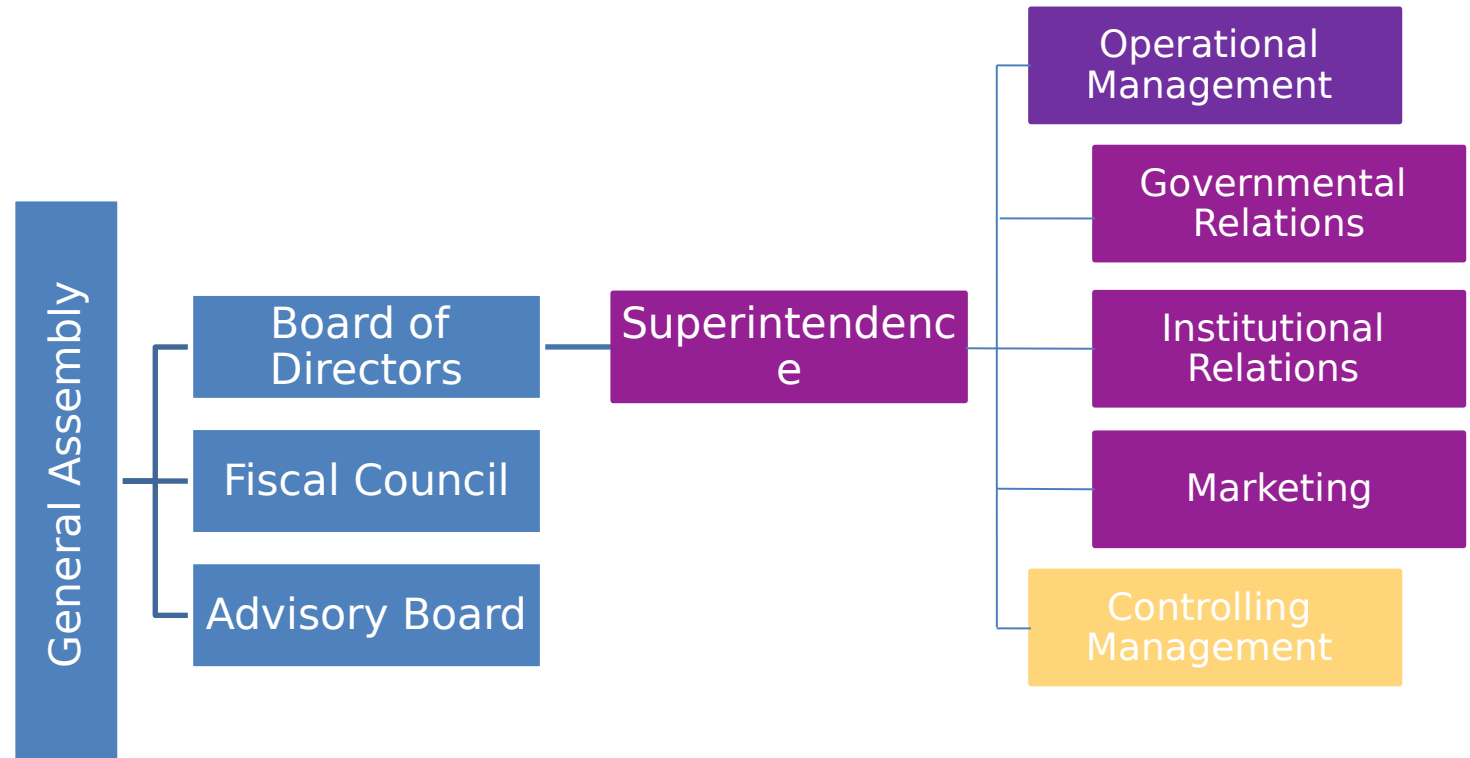 General Assembly
Board of
Directors
Fiscal Council
Advisory Board
Superintendenc
e
Operational
Management
Governmental
Relations
Institutional
Relations
Marketing
Controlling
Management